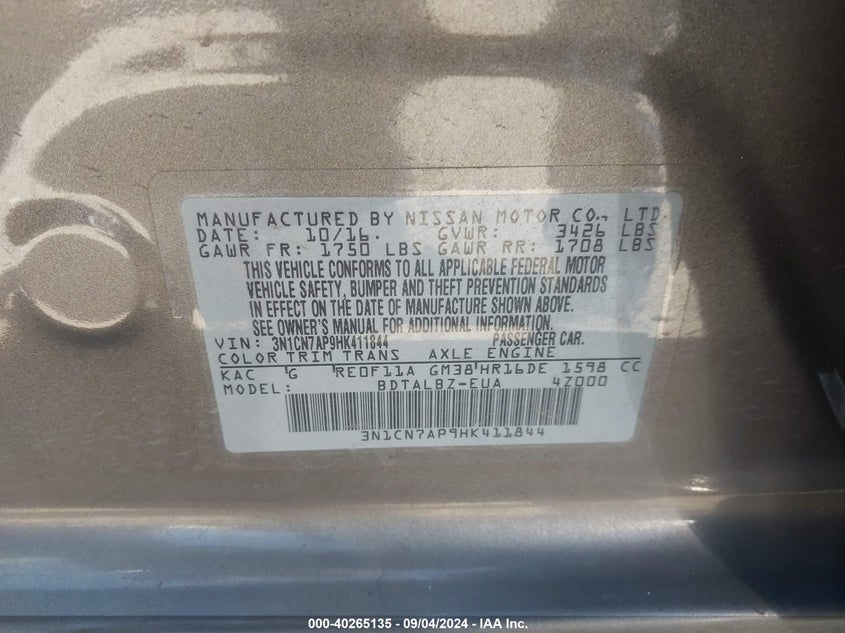 MANUFACTURED BY NISSAN MOTOR CO., LTD.
DATE: 10/16. GVWR: 3426 LBS
GAWR FR: 1750 LBS GAWR RR: 1708 LBS
THIS VEHICLE CONFORMS TO ALL APPLICABLE FEDERAL MOTOR
VEHICLE SAFETY, BUMPER AND THEFT PREVENTION STANDARDS
IN EFFECT ON THE DATE OF MANUFACTURE SHOWN ABOVE.
SEE OWNER'S MANUAL FOR ADDITIONAL INFORMATION.
VIN: 3N1CN7AP9HK411844 PASSENGER CAR.
COLOR TRIM TRANS AXLE ENGINE
KAC G RE0F11A GM38 HR16DE 1598 CC
MODEL: BDTALBZ-EUA 4Z000
3N1CN7AP9HK411844
000-40265135 - 09/04/2024 - IAA Inc.